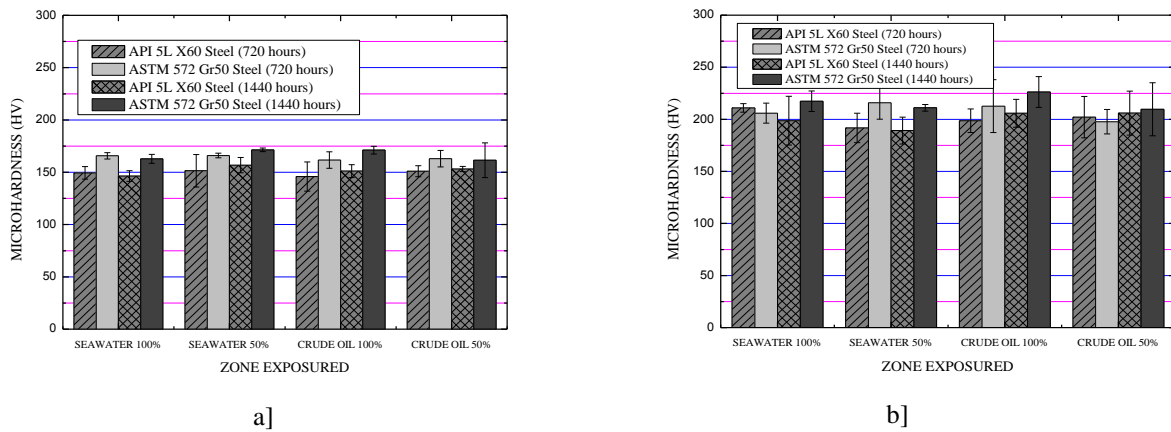 300
250
200
150
100
50
0
MICROHARDNESS (HV)
API 5L X60 Steel (720 hours)
ASTM 572 Gr50 Steel (720 hours)
API 5L X60 Steel (1440 hours)
ASTM 572 Gr50 Steel (1440 hours)
SEAWATER 100% SEAWATER 50% CRUDE OIL 100% CRUDE OIL 50%
ZONE EXPOSURED
a]
300
250
200
150
100
50
0
MICROHARDNESS (HV)
API 5L X60 Steel (720 hours)
ASTM 572 Gr50 Steel (720 hours)
API 5L X60 Steel (1440 hours)
ASTM 572 Gr50 Steel (1440 hours)
SEAWATER 100% SEAWATER 50% CRUDE OIL 100% CRUDE OIL 50%
ZONE EXPOSURED
b]